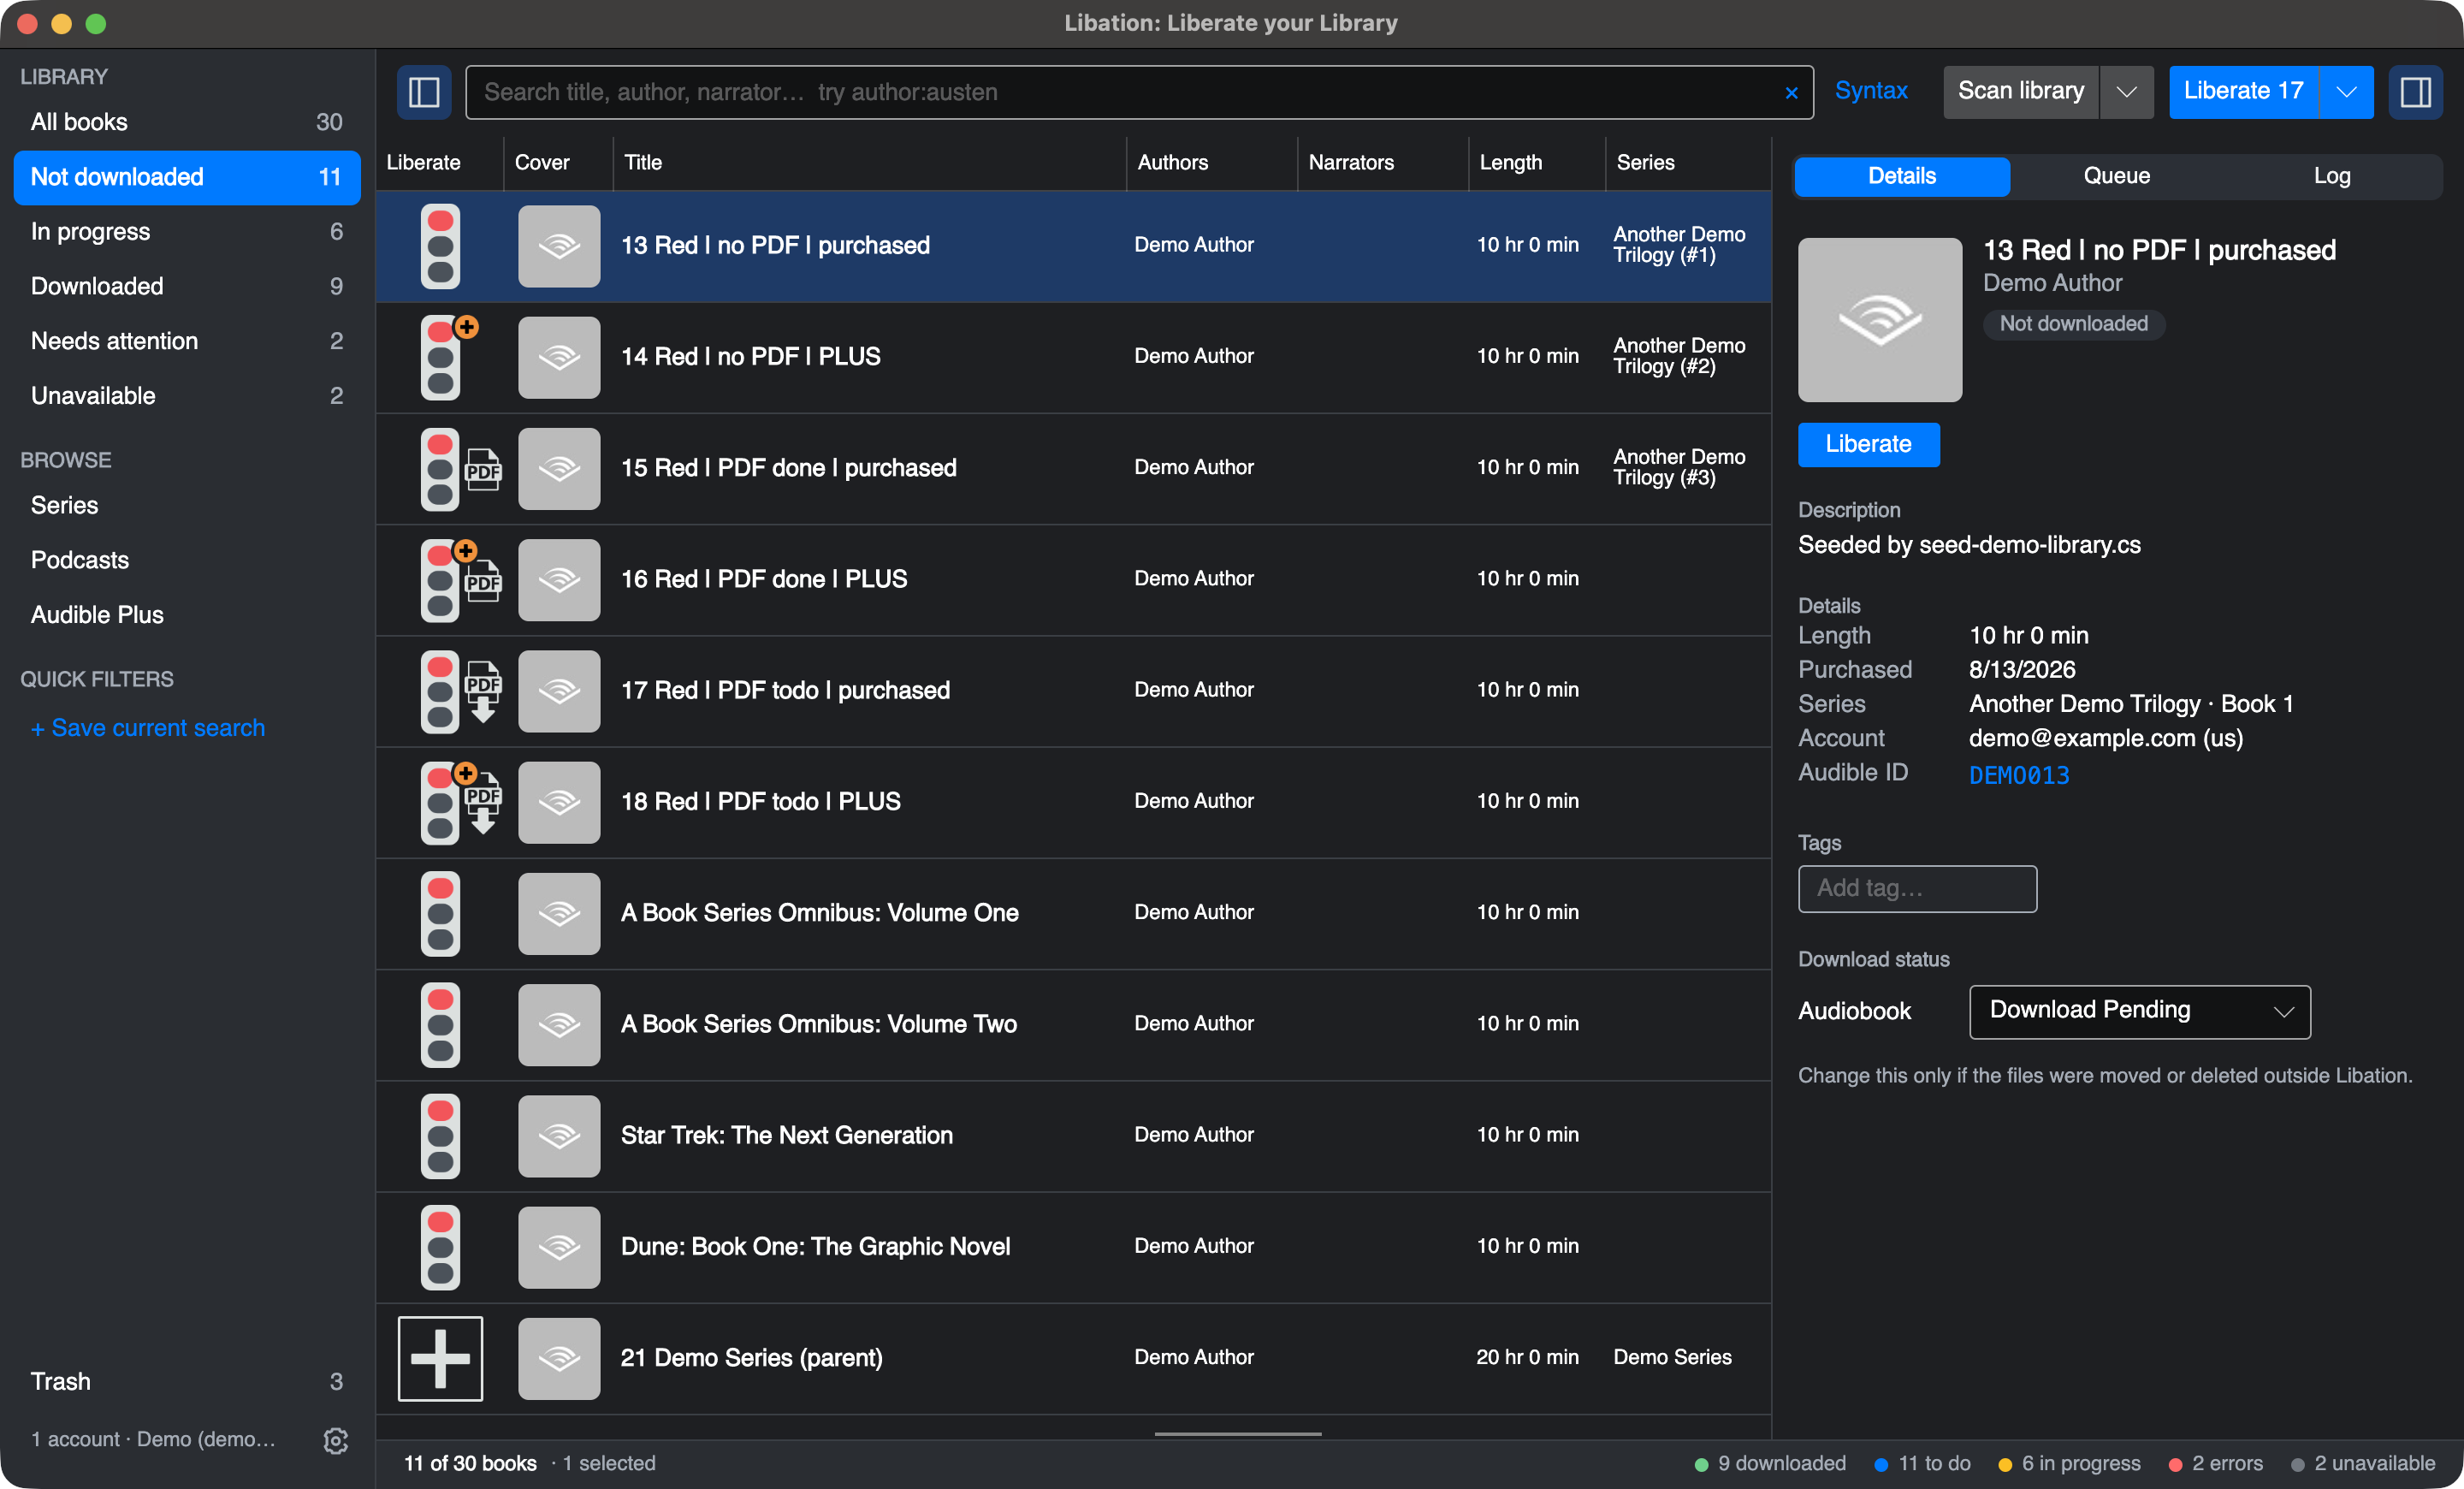 Libation: Liberate your Library
LIBRARY
All books 30
Not downloaded 11
In progress 6
Downloaded 9
Needs attention 2
Unavailable 2
BROWSE
Series
Podcasts
Audible Plus
QUICK FILTERS
+ Save current search
Trash 3
1 account · Demo (demo...
Search title, author, narrator... try author:austen
×
Syntax
Scan library
Liberate 17
Liberate Cover Title Authors Narrators Length Series
13 Red | no PDF | purchased Demo Author 10 hr 0 min Another Demo
Trilogy (#1)
14 Red | no PDF | PLUS Demo Author 10 hr 0 min Another Demo
Trilogy (#2)
PDF 15 Red | PDF done | purchased Demo Author 10 hr 0 min Another Demo
Trilogy (#3)
PDF 16 Red | PDF done | PLUS Demo Author 10 hr 0 min
PDF 17 Red | PDF todo | purchased Demo Author 10 hr 0 min
PDF 18 Red | PDF todo | PLUS Demo Author 10 hr 0 min
A Book Series Omnibus: Volume One Demo Author 10 hr 0 min
A Book Series Omnibus: Volume Two Demo Author 10 hr 0 min
Star Trek: The Next Generation Demo Author 10 hr 0 min
Dune: Book One: The Graphic Novel Demo Author 10 hr 0 min
21 Demo Series (parent) Demo Author 20 hr 0 min Demo Series
Details Queue Log
13 Red | no PDF | purchased
Demo Author
Not downloaded
Liberate
Description
Seeded by seed-demo-library.cs
Details
Length 10 hr 0 min
Purchased 8/13/2026
Series Another Demo Trilogy · Book 1
Account demo@example.com (us)
Audible ID DEMO013
Tags
Add tag...
Download status
Audiobook Download Pending
Change this only if the files were moved or deleted outside Libation.
11 of 30 books · 1 selected
9 downloaded 11 to do 6 in progress 2 errors 2 unavailable